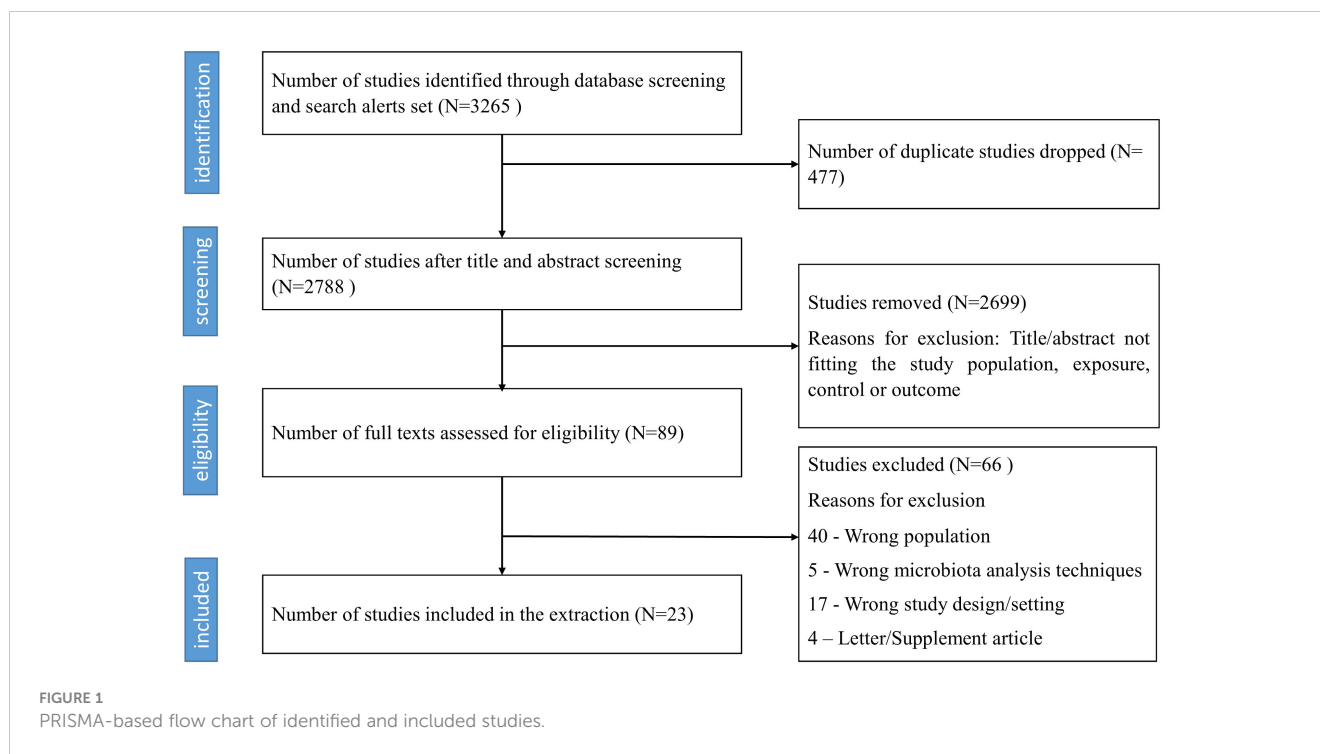 identification
Number of studies identified through database screening
and search alerts set (N=3265 )
Number of duplicate studies dropped (N=
477)
screening
Number of studies after title and abstract screening
(N=2788 )
Studies removed (N=2699)
Reasons for exclusion: Title/abstract not
fitting the study population, exposure,
control or outcome
eligibility
Number of full texts assessed for eligibility (N=89)
Studies excluded (N=66 )
Reasons for exclusion
40 - Wrong population
5 - Wrong microbiota analysis techniques
17 - Wrong study design/setting
4 – Letter/Supplement article
included
Number of studies included in the extraction (N=23)
FIGURE 1
PRISMA-based flow chart of identified and included studies.